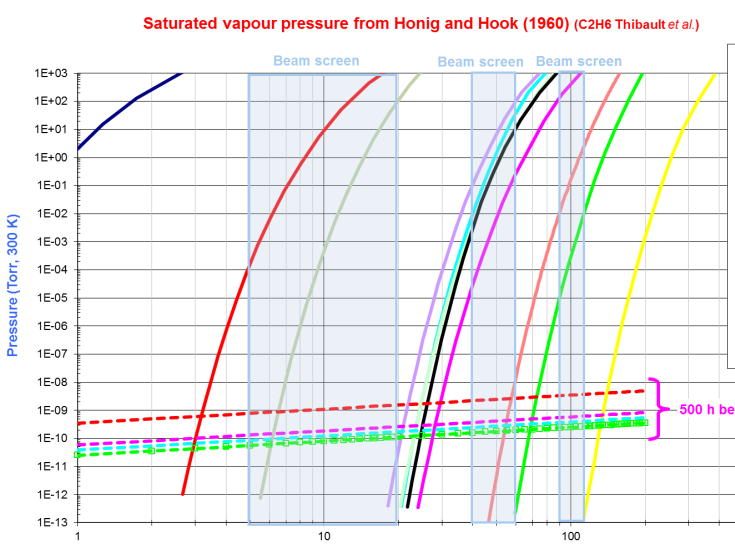 Saturated vapour pressure from Honig and Hook (1960) (C2H6 Thibault et al.)
Beam screen
Beam screen Beam screen
1E+03
1E+02
1E+01
1E+00
1E-01
1E-02
1E-03
1E-04
1E-05
1E-06
1E-07
1E-08
1E-09
1E-10
1E-11
1E-12
1E-13
Pressure (Torr, 300 K)
500 h be
1 10 100